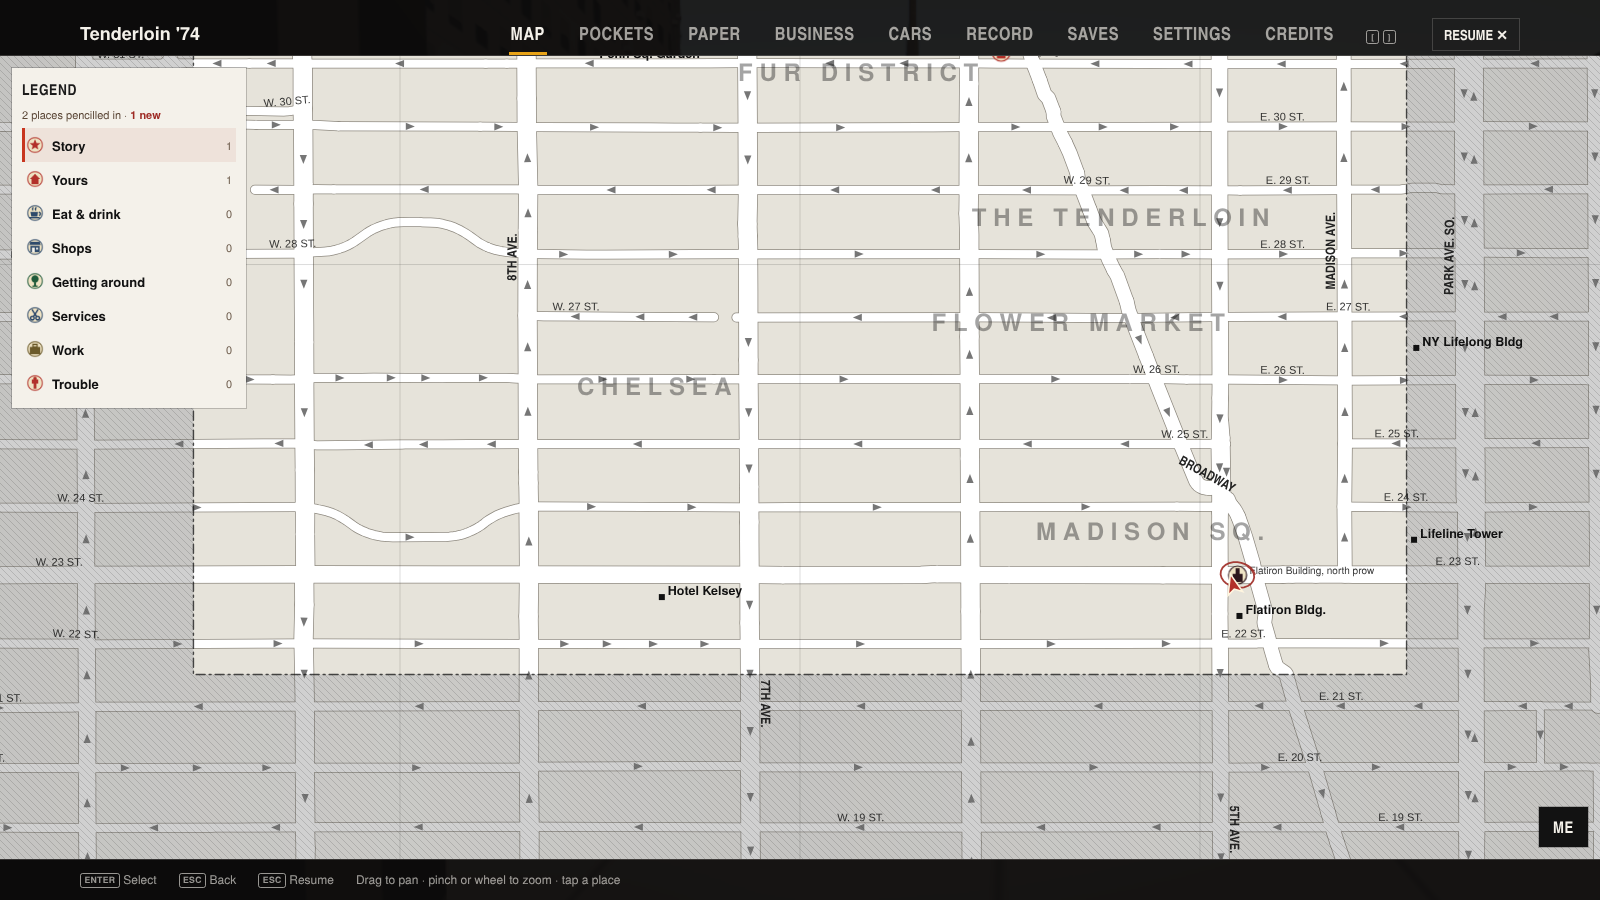 Tenderloin '74
MAP
POCKETS
PAPER
BUSINESS
CARS
RECORD
SAVES
SETTINGS
CREDITS
[ ]
RESUME ✕
LEGEND
2 places pencilled in · 1 new
Story 1
Yours 1
Eat & drink 0
Shops 0
Getting around 0
Services 0
Work 0
Trouble 0
FUR DISTRICT
W. 30 ST.
E. 30 ST.
W. 29 ST.
E. 29 ST.
THE TENDERLOIN
W. 28 ST.
8TH AVE.
E. 28 ST.
MADISON AVE.
PARK AVE. SO.
W. 27 ST.
E. 27 ST.
FLOWER MARKET
NY Lifelong Bldg
W. 26 ST.
E. 26 ST.
CHELSEA
W. 25 ST.
E. 25 ST.
BROADWAY
W. 24 ST.
E. 24 ST.
MADISON SQ.
Lifeline Tower
W. 23 ST.
E. 23 ST.
Flatiron Building, north prow
Hotel Kelsey
Flatiron Bldg.
W. 22 ST.
E. 22 ST.
7TH AVE.
E. 21 ST.
E. 20 ST.
W. 19 ST.
5TH AVE.
E. 19 ST.
ME
ENTER Select
ESC Back
ESC Resume
Drag to pan · pinch or wheel to zoom · tap a place